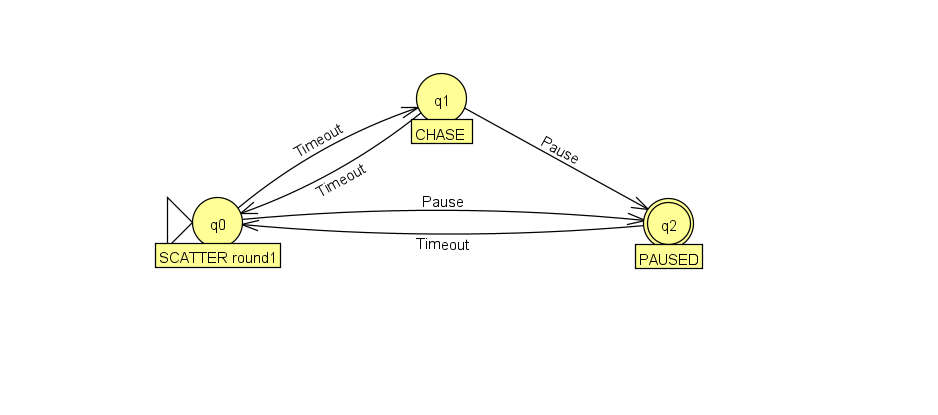 q1
CHASE
Timeout
Timeout
Pause
Pause
q0
SCATTER round1
q2
PAUSED
Timeout